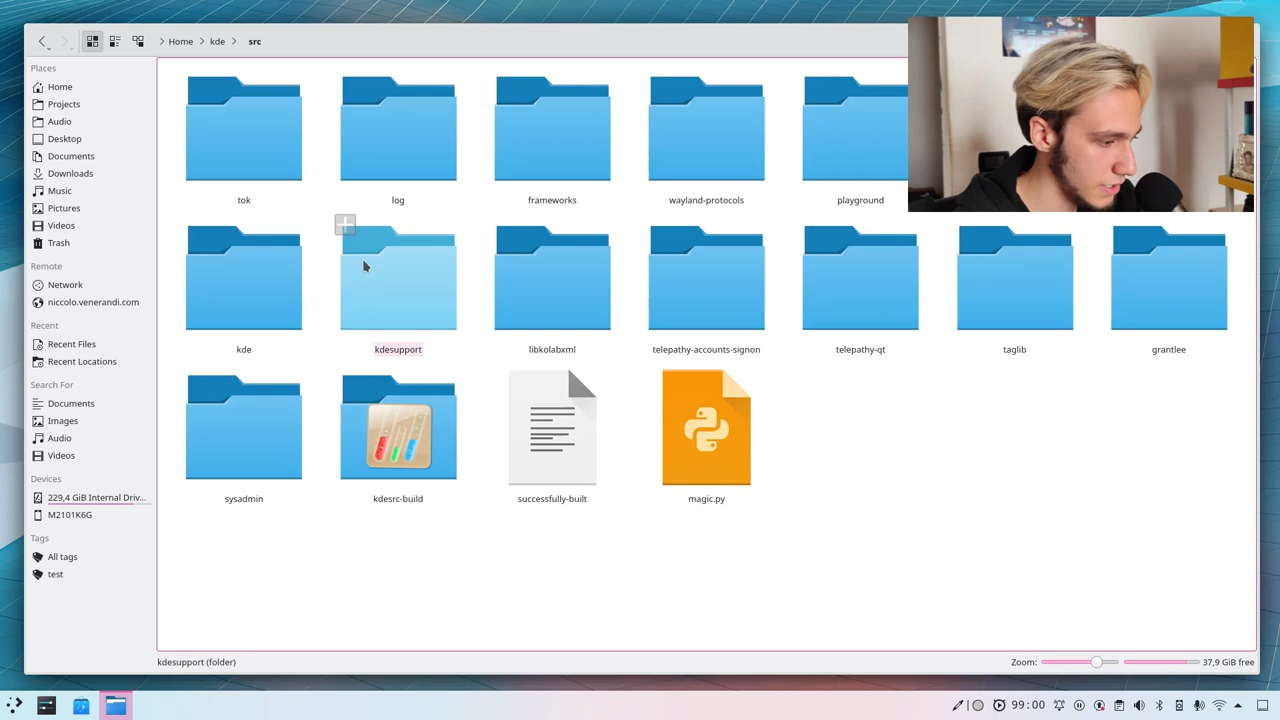 Home kde src
Places
Home
Projects
Audio
Desktop
Documents
Downloads
Music
Pictures
Videos
Trash
Remote
Network
niccolo.venerandi.com
Recent
Recent Files
Recent Locations
Search For
Documents
Images
Audio
Videos
Devices
229,4 GiB Internal Driv...
M2101K6G
Tags
All tags
test
tok log frameworks wayland-protocols playground
kde kdesupport libkolabxml telepathy-accounts-signon telepathy-qt taglib grantlee
sysadmin kdesrc-build successfully-built magic.py
kdesupport (folder) Zoom: 37,9 GiB free
99:00